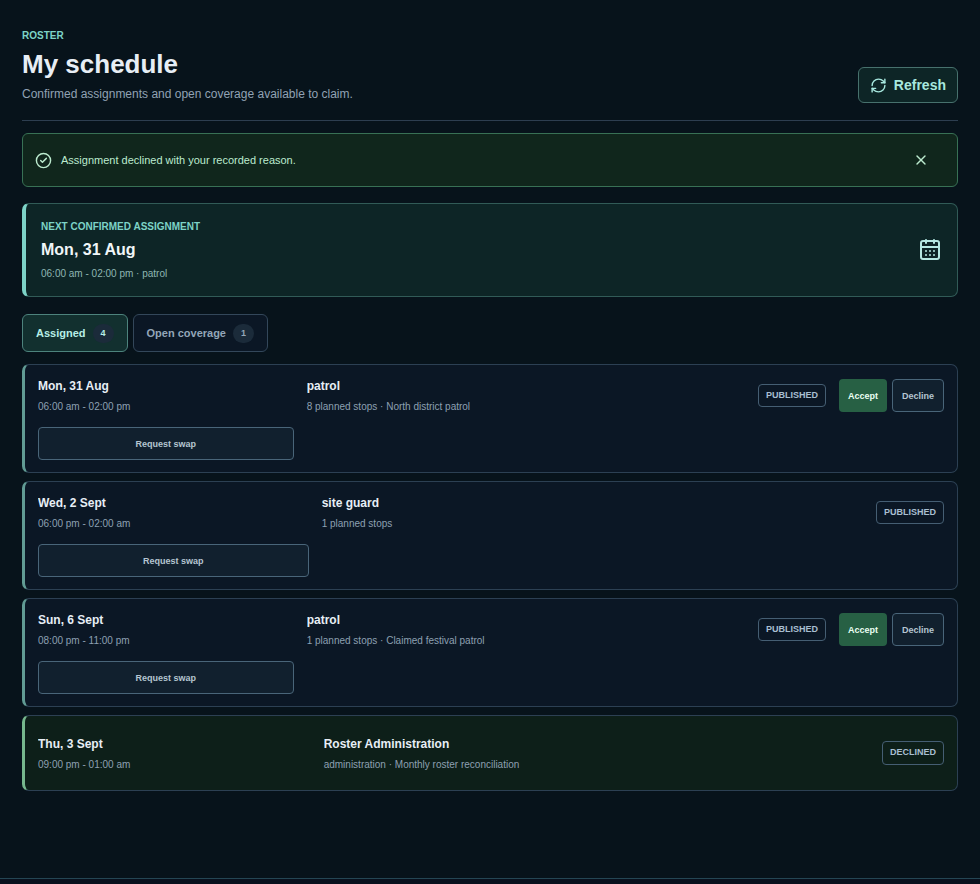 ROSTER
My schedule
Confirmed assignments and open coverage available to claim.
Refresh
Assignment declined with your recorded reason.
NEXT CONFIRMED ASSIGNMENT
Mon, 31 Aug
06:00 am - 02:00 pm · patrol
Assigned 4
Open coverage 1
Mon, 31 Aug
06:00 am - 02:00 pm
patrol
8 planned stops · North district patrol
PUBLISHED
Accept
Decline
Request swap
Wed, 2 Sept
06:00 pm - 02:00 am
site guard
1 planned stops
PUBLISHED
Request swap
Sun, 6 Sept
08:00 pm - 11:00 pm
patrol
1 planned stops · Claimed festival patrol
PUBLISHED
Accept
Decline
Request swap
Thu, 3 Sept
09:00 pm - 01:00 am
Roster Administration
administration · Monthly roster reconciliation
DECLINED